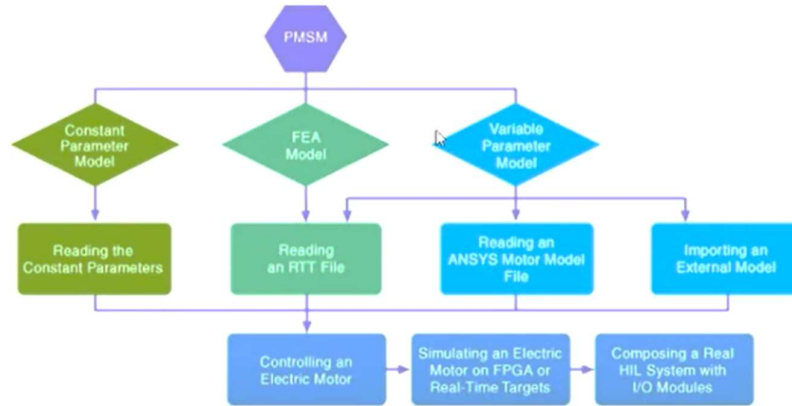 PMSM
Constant
Parameter
Model
FEA
Model
Variable
Parameter
Model
Reading the
Constant Parameters
Reading
an RTT File
Reading an
ANSYS Motor Model
File
Importing an
External Model
Controlling an
Electric Motor
Simulating an Electric
Motor on FPGA or
Real-Time Targets
Composing a Real
HIL System with
I/O Modules